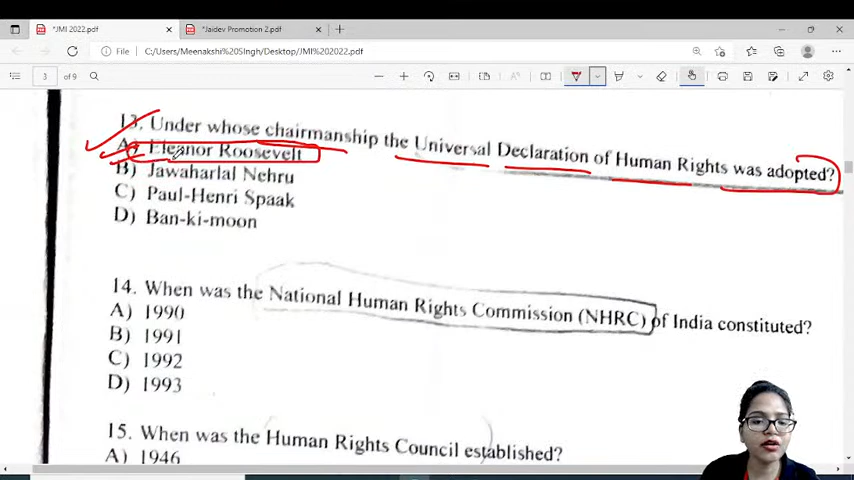 *JMI 2022.pdf
*Jaidev Promotion 2.pdf
File C:/Users/Meenakshi%20SIngh/Desktop/JMI%202022.pdf
3 of 9
13. Under whose chairmanship the Universal Declaration of Human Rights was adopted?
A) Eleanor Roosevelt
B) Jawaharlal Nehru
C) Paul-Henri Spaak
D) Ban-ki-moon
14. When was the National Human Rights Commission (NHRC) of India constituted?
A) 1990
B) 1991
C) 1992
D) 1993
15. When was the Human Rights Council established?
A) 1946